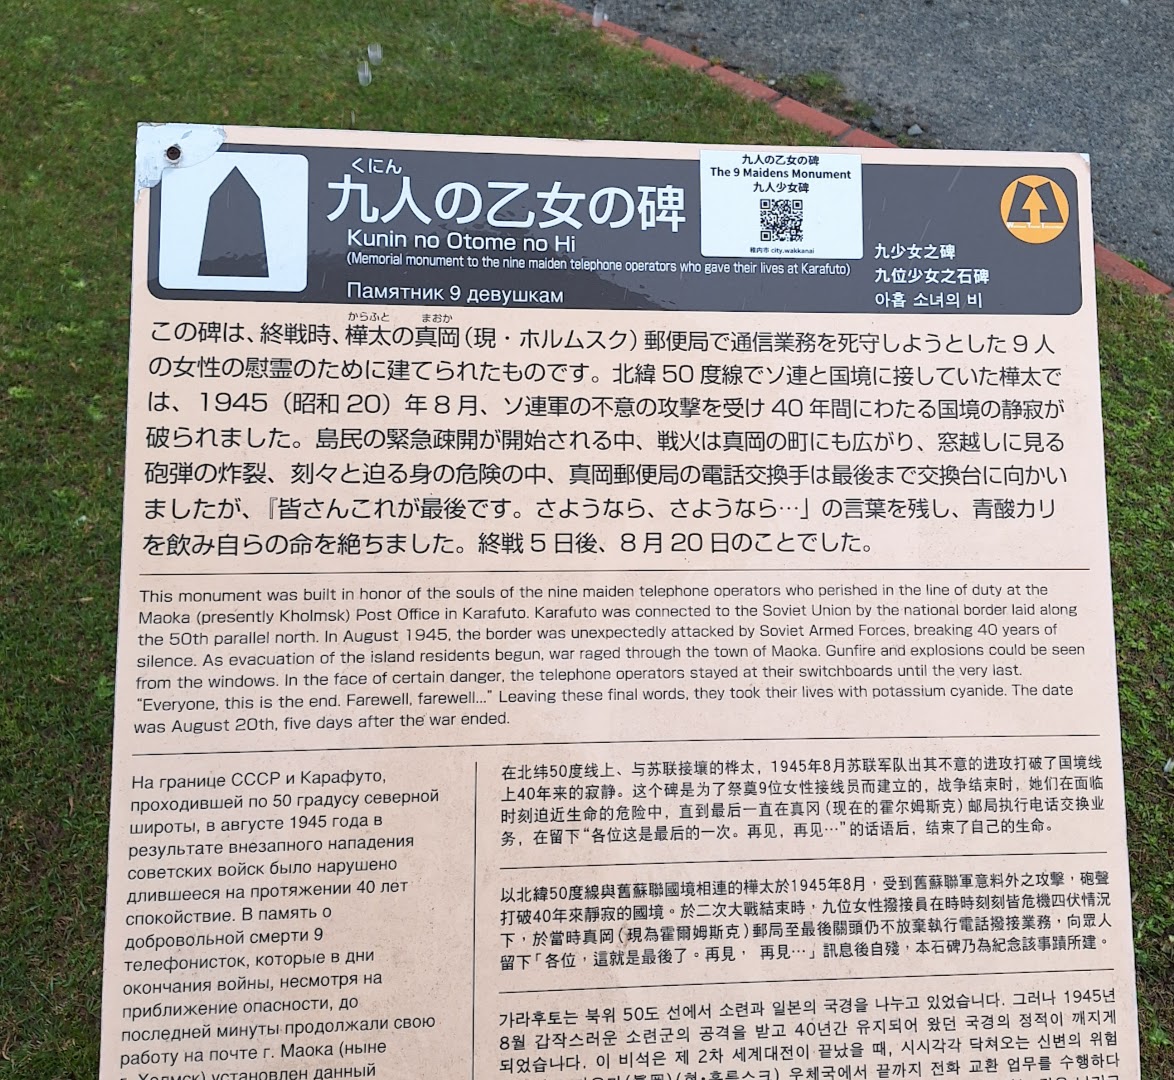 くにん
九人の乙女の碑
Kunin no Otome no Hi
(Memorial monument to the nine maiden telephone operators who gave their lives at Karafuto)
Памятник 9 девушкам
九人の乙女の碑
The 9 Maidens Monument
九人少女碑
稚内市 city.wakkanai
九少女之碑
九位少女之石碑
아홉 소녀의 비
からふと まおか
この碑は、終戦時、樺太の真岡（現・ホルムスク）郵便局で通信業務を死守しようとした9人
の女性の慰霊のために建てられたものです。北緯50度線でソ連と国境に接していた樺太で
は、1945（昭和20）年8月、ソ連軍の不意の攻撃を受け40年間にわたる国境の静寂が
破られました。島民の緊急疎開が開始される中、戦火は真岡の町にも広がり、窓越しに見る
砲弾の炸裂、刻々と迫る身の危険の中、真岡郵便局の電話交換手は最後まで交換台に向かい
ましたが、『皆さんこれが最後です。さようなら、さようなら…」の言葉を残し、青酸カリ
を飲み自らの命を絶ちました。終戦5日後、8月20日のことでした。
This monument was built in honor of the souls of the nine maiden telephone operators who perished in the line of duty at the
Maoka (presently Kholmsk) Post Office in Karafuto. Karafuto was connected to the Soviet Union by the national border laid along
the 50th parallel north. In August 1945, the border was unexpectedly attacked by Soviet Armed Forces, breaking 40 years of
silence. As evacuation of the island residents begun, war raged through the town of Maoka. Gunfire and explosions could be seen
from the windows. In the face of certain danger, the telephone operators stayed at their switchboards until the very last.
"Everyone, this is the end. Farewell, farewell..." Leaving these final words, they took their lives with potassium cyanide. The date
was August 20th, five days after the war ended.
На границе СССР и Карафуто,
проходившей по 50 градусу северной
широты, в августе 1945 года в
результате внезапного нападения
советских войск было нарушено
длившееся на протяжении 40 лет
спокойствие. В память о
добровольной смерти 9
телефонисток, которые в дни
окончания войны, несмотря на
приближение опасности, до
последней минуты продолжали свою
работу на почте г. Маока (ныне
г. Холмск) установлен данный
在北纬50度线上、与苏联接壤的桦太，1945年8月苏联军队出其不意的进攻打破了国境线
上40年来的寂静。这个碑是为了祭奠9位女性接线员而建立的，战争结束时，她们在面临
时刻迫近生命的危险中，直到最后一直在真冈（现在的霍尔姆斯克）邮局执行电话交换业
务，在留下“各位这是最后的一次。再见，再见…”的话语后，结束了自己的生命。
以北緯50度線與舊蘇聯國境相連的樺太於1945年8月，受到舊蘇聯軍意料外之攻擊，砲聲
打破40年來靜寂的國境。於二次大戰結束時，九位女性撥接員在時時刻刻皆危機四伏情況
下，於當時真岡（現為霍爾姆斯克）郵局至最後關頭仍不放棄執行電話撥接業務，向眾人
留下「各位，這就是最後了。再見， 再見…」訊息後自殘，本石碑乃為紀念該事蹟所建。
가라후토는 북위 50도 선에서 소련과 일본의 국경을 나누고 있었습니다. 그러나 1945년
8월 갑작스러운 소련군의 공격을 받고 40년간 유지되어 왔던 국경의 정적이 깨지게
되었습니다. 이 비석은 제 2차 세계대전이 끝났을 때, 시시각각 닥쳐오는 신변의 위험
우체국에서 끝까지 전화 교환 업무를 수행하다